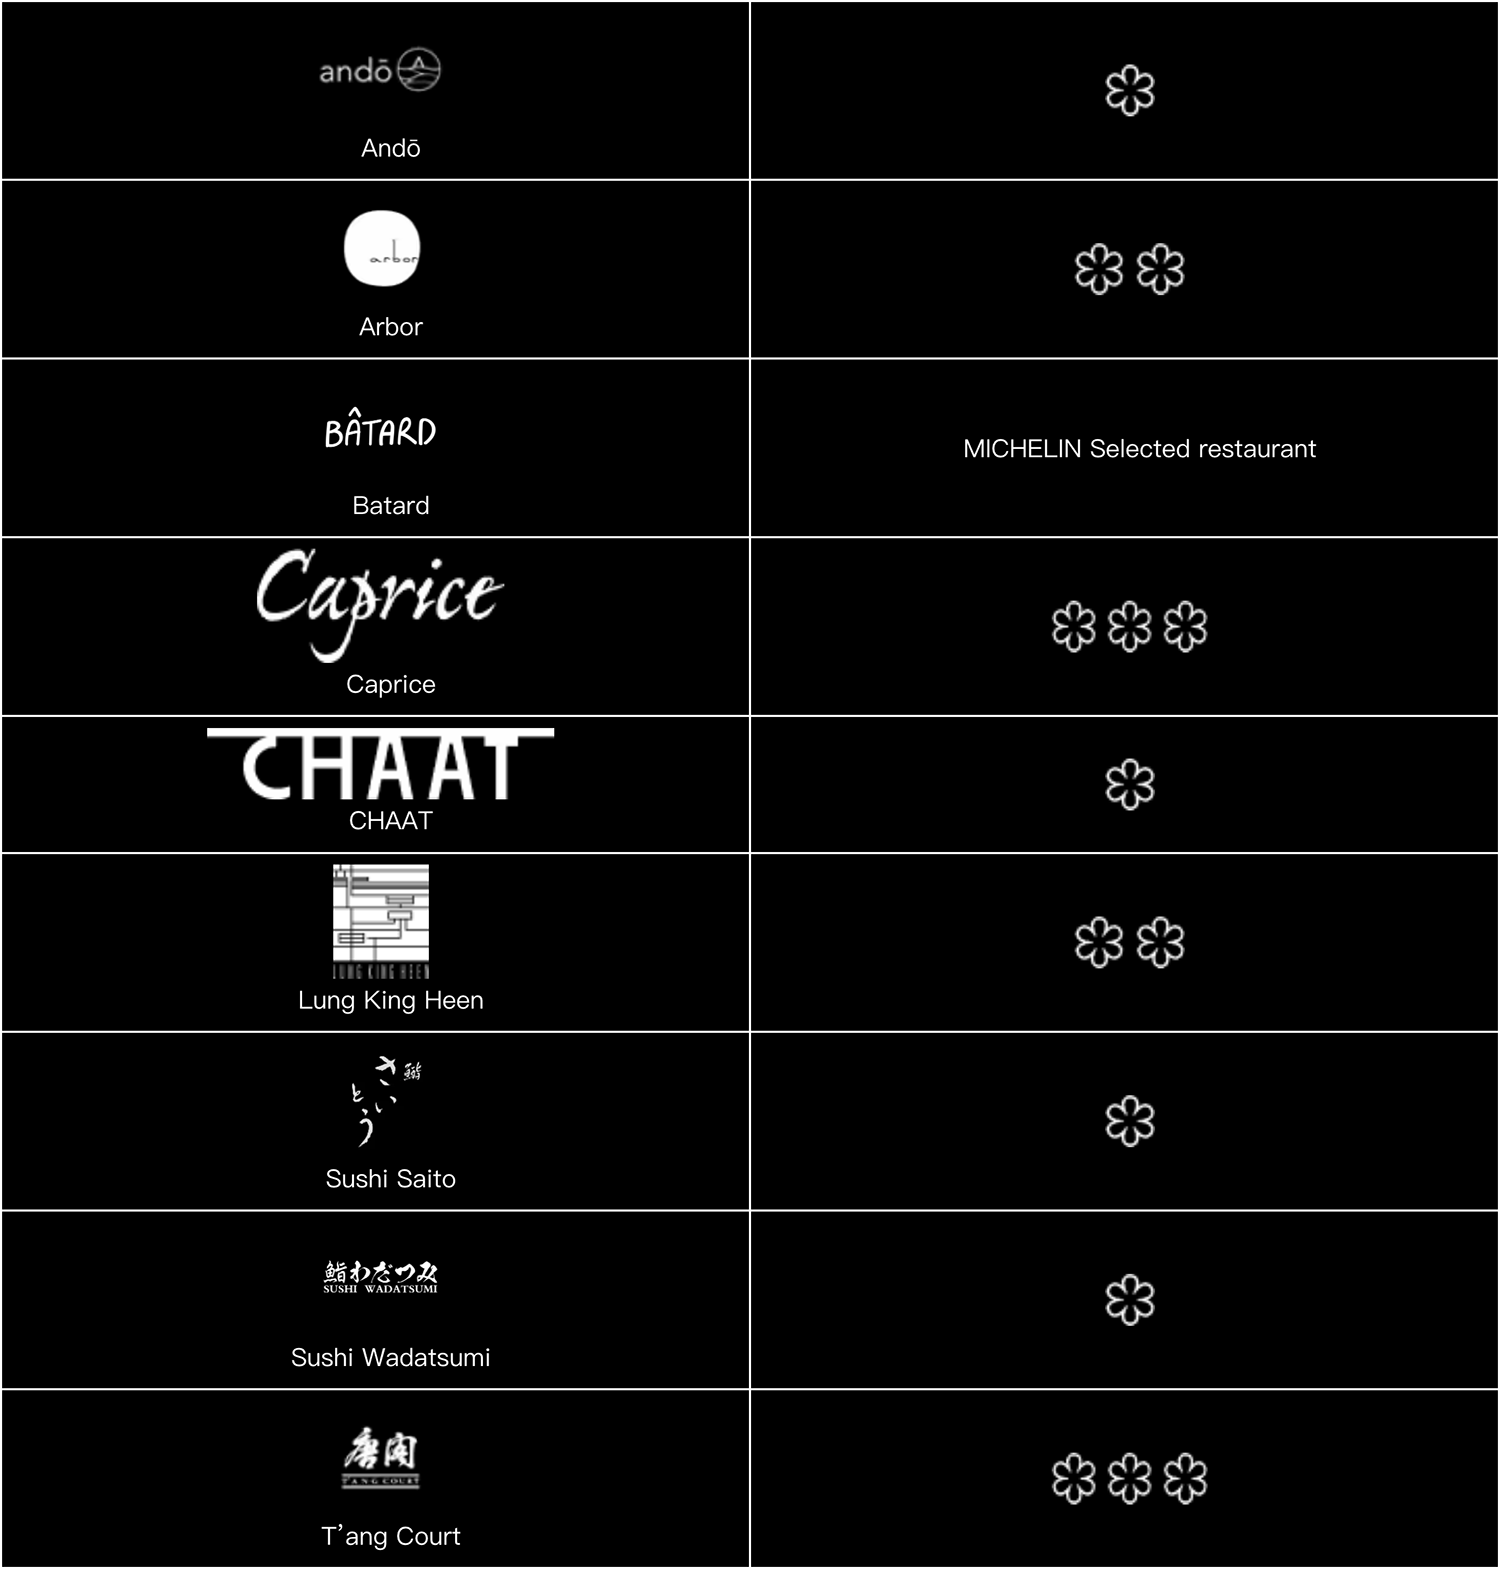 andō
Andō
arbor
Arbor
BÂTARD
Batard
MICHELIN Selected restaurant
Caprice
Caprice
CHAAT
CHAAT
LUNG KING HEEN
Lung King Heen
鮨
さい
とう
Sushi Saito
鮨わだつみ
SUSHI WADATSUMI
Sushi Wadatsumi
唐閣
T'ANG COURT
T’ang Court